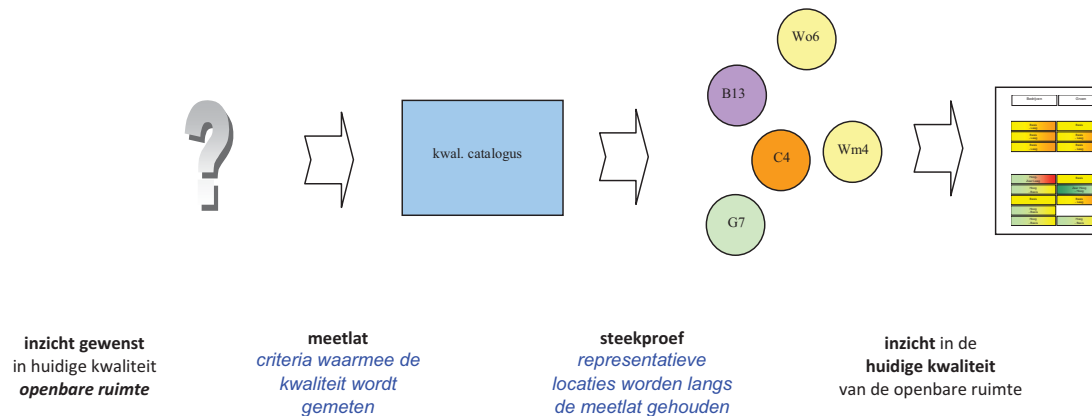 Wo6
B13
kwal. catalogus
C4
Wm4
G7
inzicht gewenst
in huidige kwaliteit
openbare ruimte
meetlat
criteria waarmee de
kwaliteit wordt
gemeten
steekproef
representatieve
locaties worden langs
de meetlat gehouden
inzicht in de
huidige kwaliteit
van de openbare ruimte